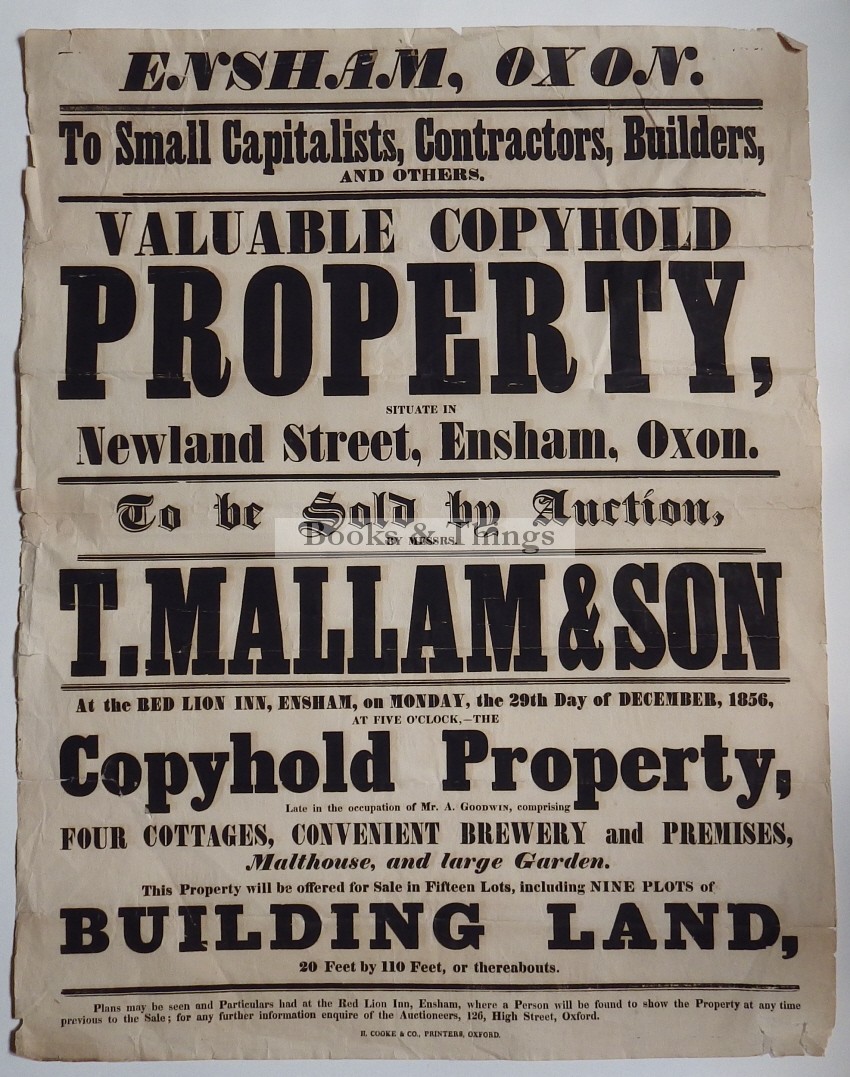 ENSHAM, OXON.
To Small Capitalists, Contractors, Builders,
AND OTHERS.
VALUABLE COPYHOLD
PROPERTY,
SITUATE IN
Newland Street, Ensham, Oxon.
To be Sold by Auction,
Books & Things
BY MESSRS.
T. MALLAM & SON
At the RED LION INN, ENSHAM, on MONDAY, the 29th Day of DECEMBER, 1856,
AT FIVE O'CLOCK,—THE
Copyhold Property,
Late in the occupation of Mr. A. GOODWIN, comprising
FOUR COTTAGES, CONVENIENT BREWERY and PREMISES,
Malthouse, and large Garden.
This Property will be offered for Sale in Fifteen Lots, including NINE PLOTS of
BUILDING LAND,
20 Feet by 110 Feet, or thereabouts.
Plans may be seen and Particulars had at the Red Lion Inn, Ensham, where a Person will be found to show the Property at any time
previous to the Sale; for any further information enquire of the Auctioneers, 126, High Street, Oxford.
H. COOKE & CO., PRINTERS, OXFORD.